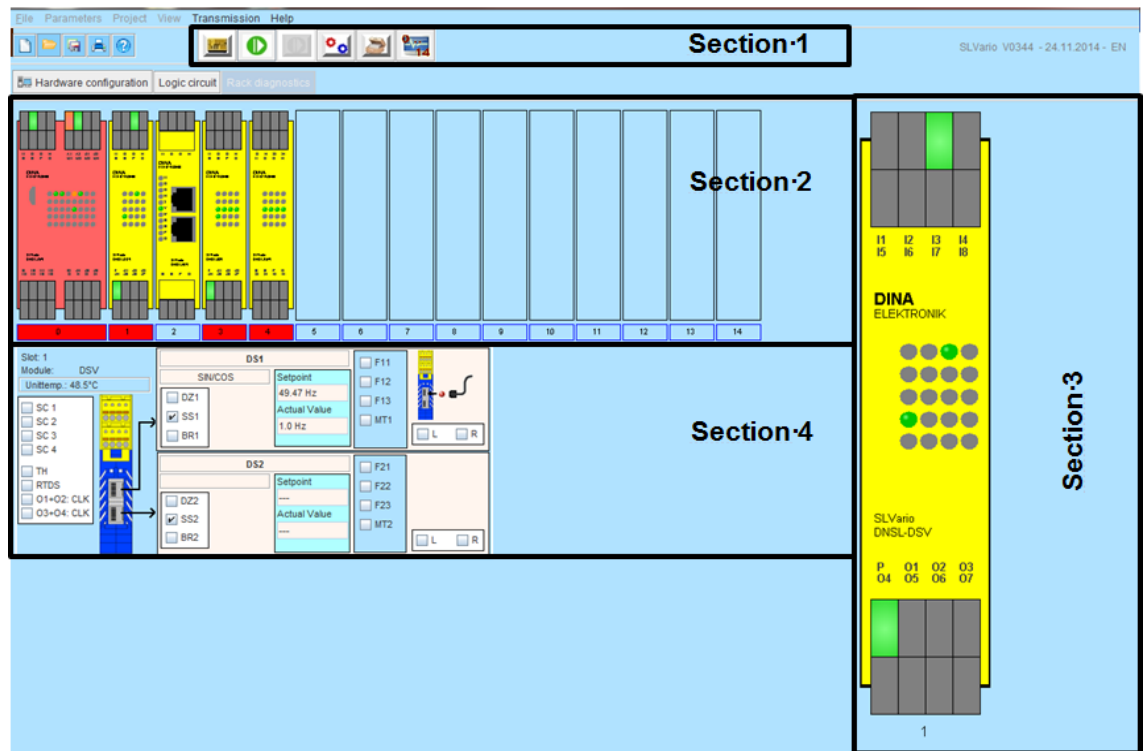 File Parameters Project View Transmission Help
Section·1
SLVario V0344 - 24.11.2014 - EN
14
Hardware configuration Logic circuit Rack diagnostics
Section·2
DINA DINA DINA DINA DINA
0 1 2 3 4 5 6 7 8 9 10 11 12 13 14
Section·3
I1 I2 I3 I4
I5 I6 I7 I8
DINA
ELEKTRONIK
SLVario
DNSL-DSV
P O1 O2 O3
O4 O5 O6 O7
1
Section·4
Slot: 1
Module: DSV
Unittemp.: 48.5°C
SC 1
SC 2
SC 3
SC 4
TH
RTDS
O1+O2: CLK
O3+O4: CLK
DS1
SIN/COS
DZ1
SS1
BR1
Setpoint
49.47 Hz
Actual Value
1.0 Hz
F11
F12
F13
MT1
L R
DS2
DZ2
SS2
BR2
Setpoint
---
Actual Value
---
F21
F22
F23
MT2
L R